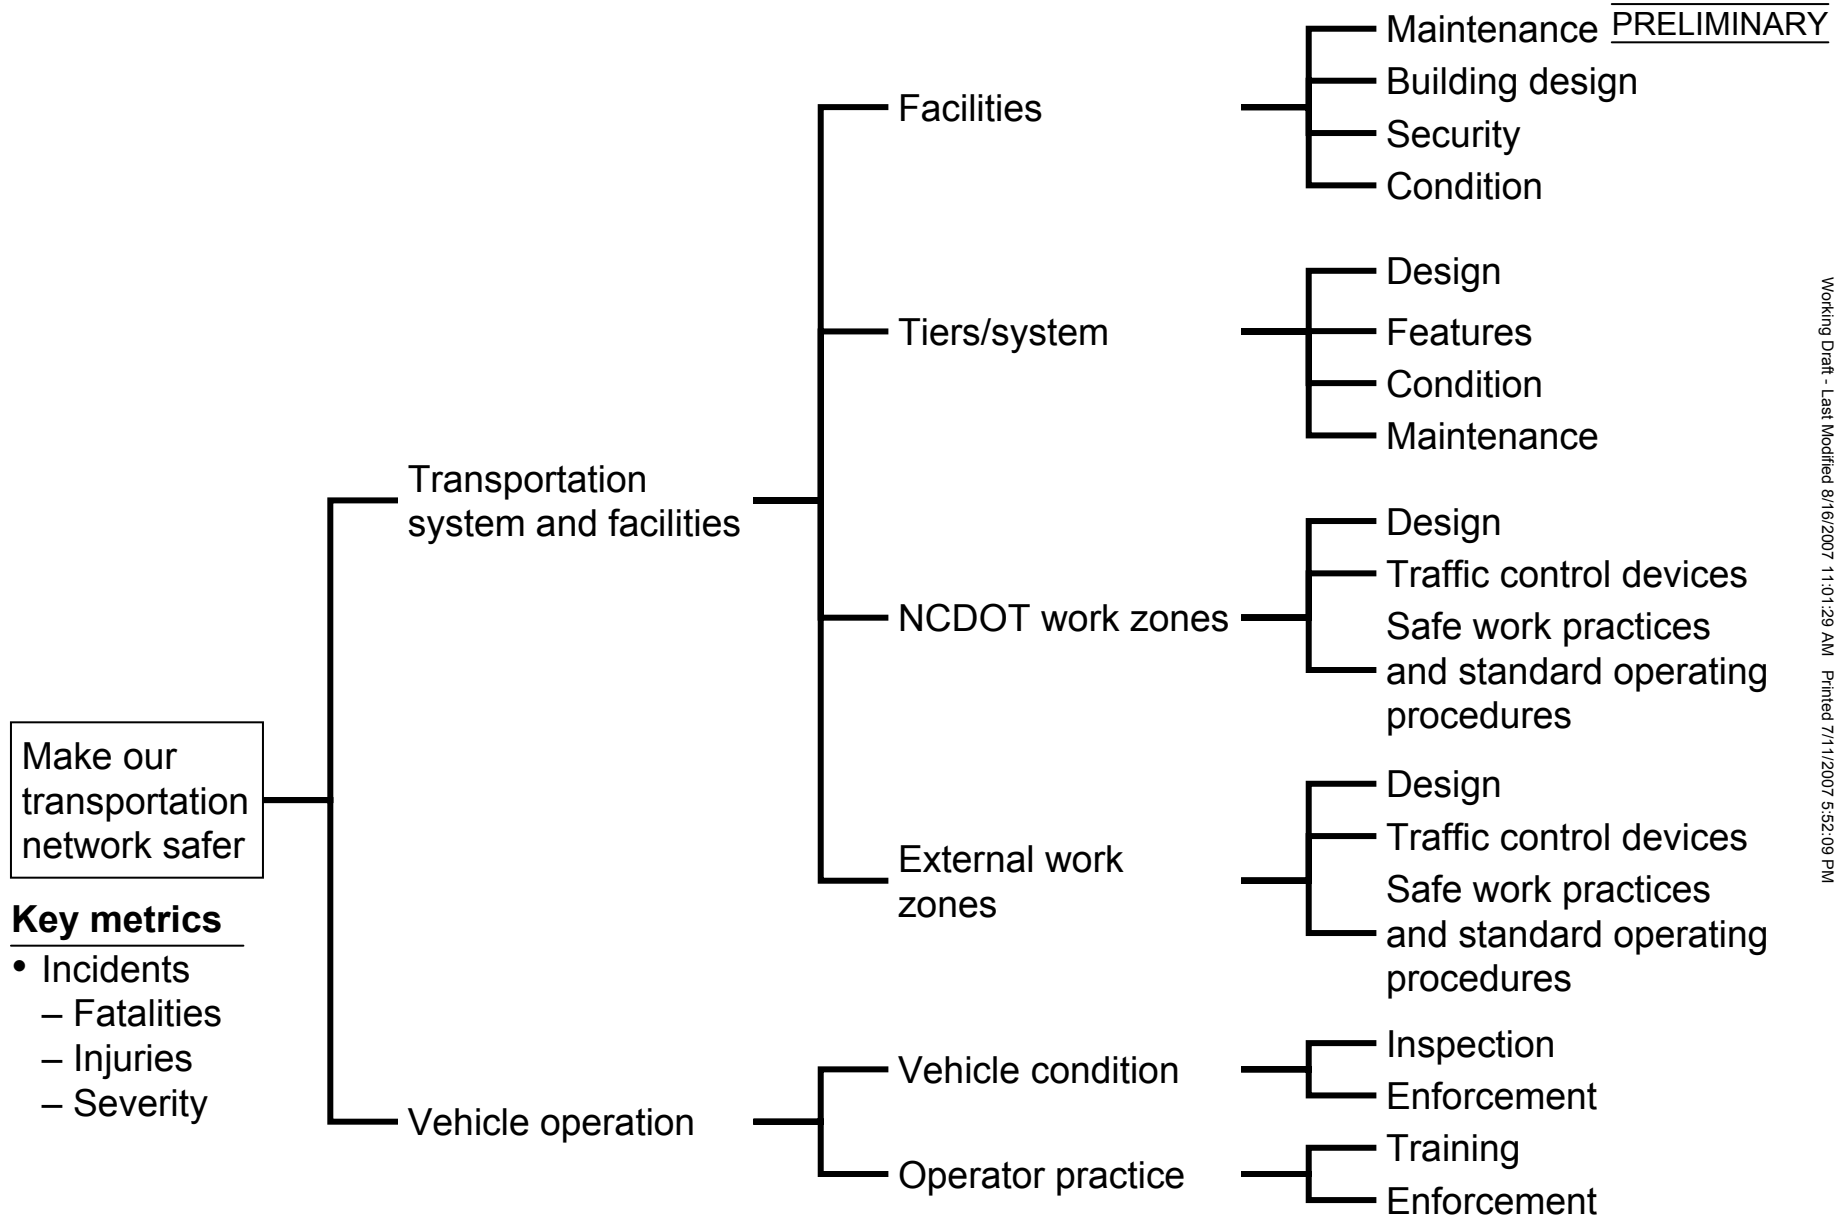 PRELIMINARY
Make our
transportation
network safer
Key metrics
• Incidents
– Fatalities
– Injuries
– Severity
Transportation
system and facilities
Facilities
Maintenance
Building design
Security
Condition
Tiers/system
Design
Features
Condition
Maintenance
NCDOT work zones
Design
Traffic control devices
Safe work practices
and standard operating
procedures
External work
zones
Design
Traffic control devices
Safe work practices
and standard operating
procedures
Vehicle operation
Vehicle condition
Inspection
Enforcement
Operator practice
Training
Enforcement
Working Draft - Last Modified 8/16/2007 11:01:29 AM Printed 7/11/2007 5:52:09 PM